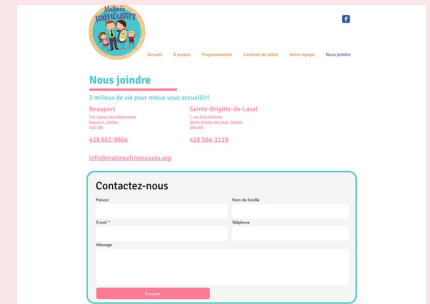 Matinée
Frimousses
Accueil À propos Programmation Location de salles Notre équipe Nous joindre
Nous joindre
2 milieux de vie pour mieux vous accueillir!
Beauport
Sainte-Brigitte-de-Laval
418 663-9664
418 584-1119
info@matineefrimousses.org
Contactez-nous
Prénom
Nom de famille
E-mail *
Téléphone
Message
Envoyer